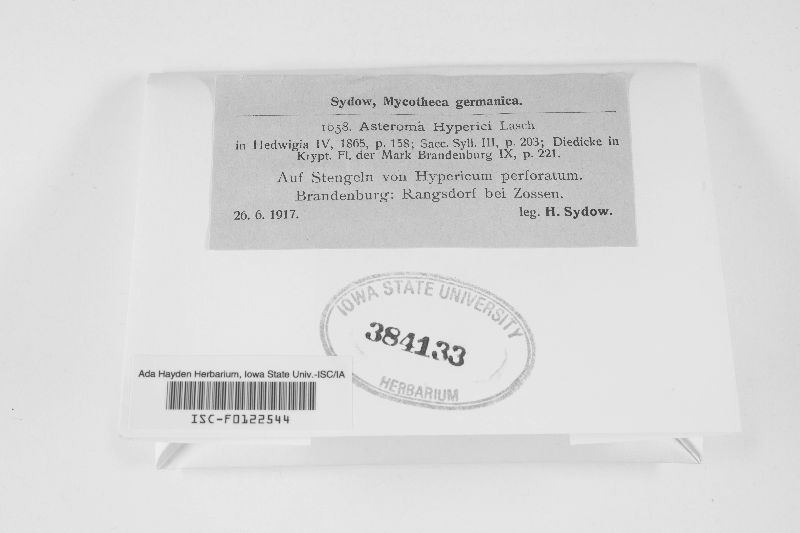 Sydow, Mycotheca germanica.
1038. Asteroma Hyperici Lasch
in Hedwigia IV, 1865, p. 158; Sacc. Syll. III, p. 203; Diedicke in
Krypt. Fl. der Mark Brandenburg IX, p. 221.
Auf Stengeln von Hypericum perforatum.
Brandenburg: Rangsdorf bei Zossen.
26. 6. 1917. leg. H. Sydow.
IOWA STATE UNIVERSITY
384133
HERBARIUM
Ada Hayden Herbarium, Iowa State Univ.-ISC/IA
ISC-F0122544